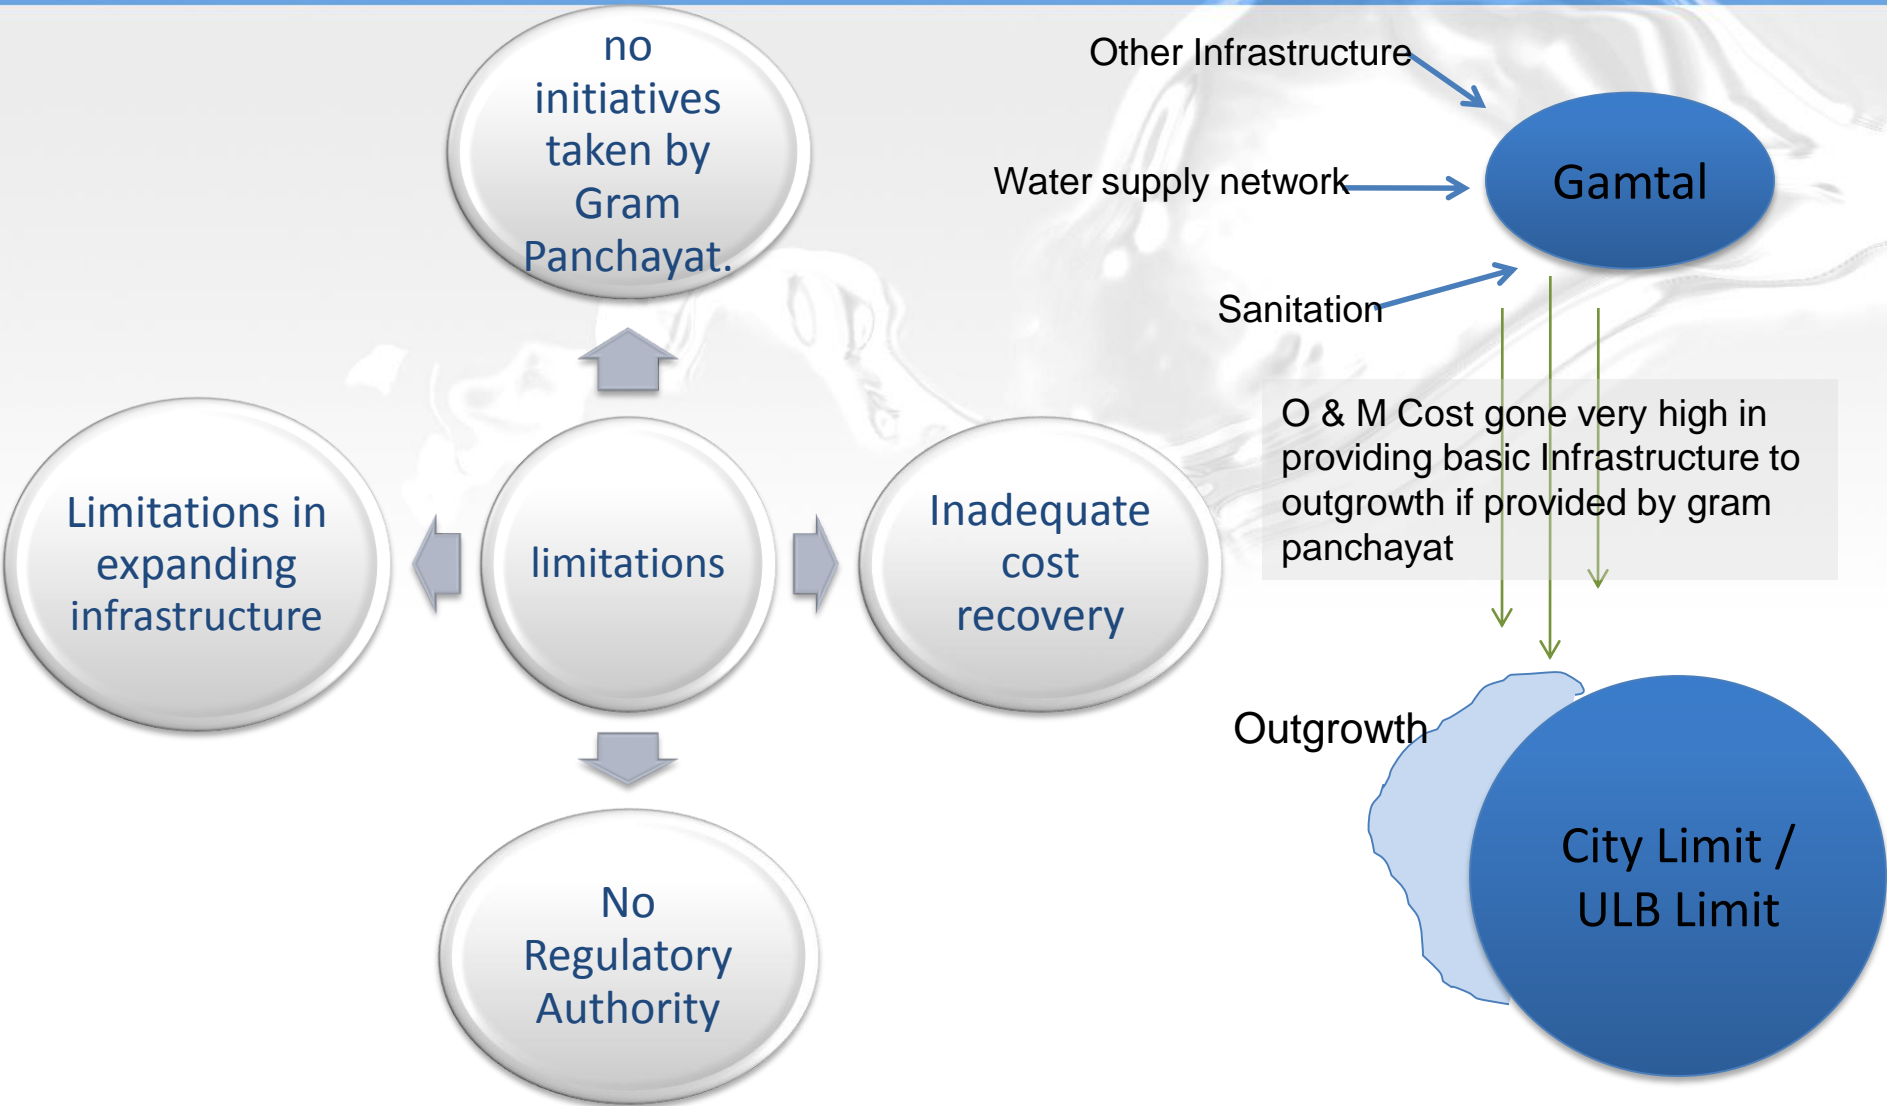 no
initiatives
taken by
Gram
Panchayat.
Limitations in
expanding
infrastructure
limitations
Inadequate
cost
recovery
No
Regulatory
Authority
Other Infrastructure
Water supply network
Sanitation
Gamtal
O & M Cost gone very high in
providing basic Infrastructure to
outgrowth if provided by gram
panchayat
Outgrowth
City Limit /
ULB Limit